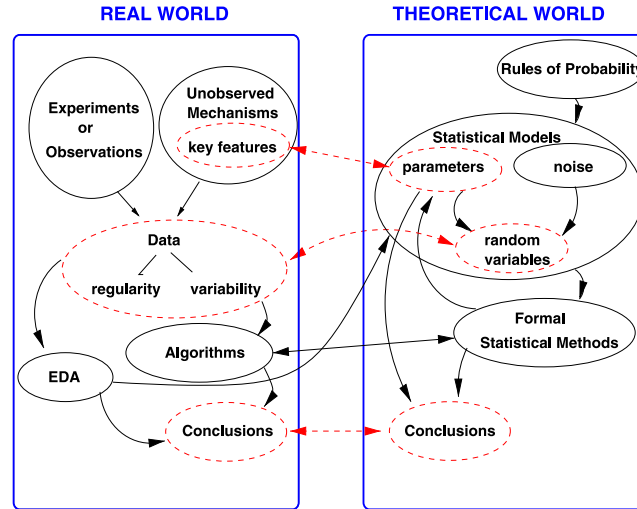 REAL WORLD
THEORETICAL WORLD
Experiments
or
Observations
Unobserved
Mechanisms
key features
Data
regularity
variability
EDA
Algorithms
Conclusions
Rules of Probability
Statistical Models
parameters
noise
random
variables
Formal
Statistical Methods
Conclusions